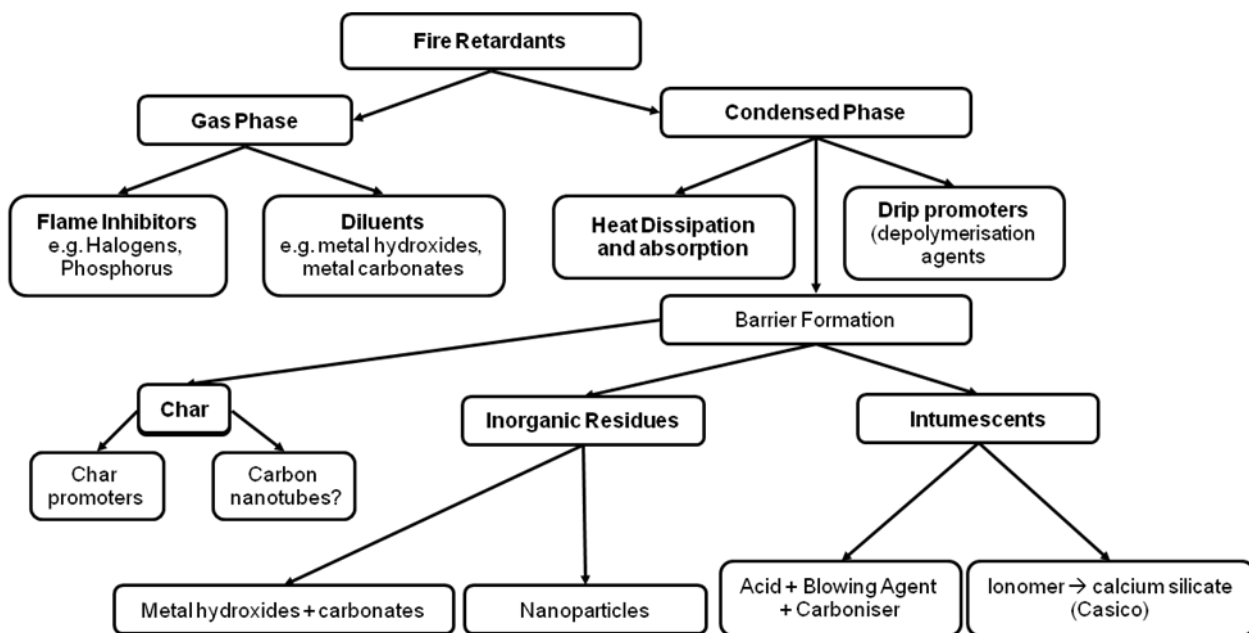 Fire Retardants
Gas Phase
Condensed Phase
Flame Inhibitors
e.g. Halogens,
Phosphorus
Diluents
e.g. metal hydroxides,
metal carbonates
Heat Dissipation
and absorption
Drip promoters
(depolymerisation
agents
Barrier Formation
Char
Inorganic Residues
Intumescents
Char
promoters
Carbon
nanotubes?
Metal hydroxides + carbonates
Nanoparticles
Acid + Blowing Agent
+ Carboniser
Ionomer → calcium silicate
(Casico)